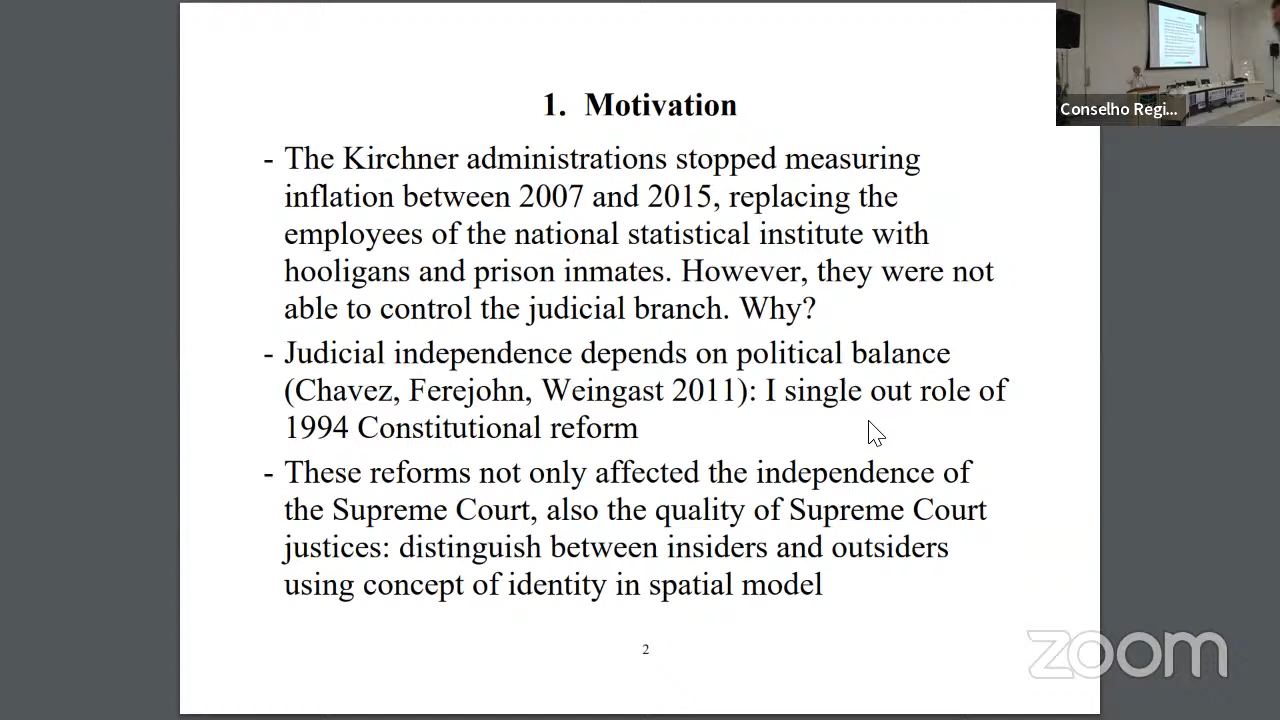 1. Motivation
- The Kirchner administrations stopped measuring
inflation between 2007 and 2015, replacing the
employees of the national statistical institute with
hooligans and prison inmates. However, they were not
able to control the judicial branch. Why?
- Judicial independence depends on political balance
(Chavez, Ferejohn, Weingast 2011): I single out role of
1994 Constitutional reform
- These reforms not only affected the independence of
the Supreme Court, also the quality of Supreme Court
justices: distinguish between insiders and outsiders
using concept of identity in spatial model
2
Conselho Regi...
zoom